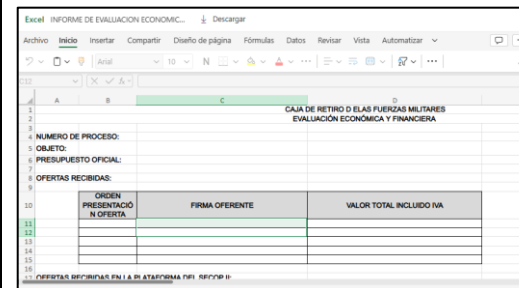 Excel INFORME DE EVALUACION ECONOMIC... Descargar
Archivo Inicio Insertar Compartir Diseño de página Fórmulas Datos Revisar Vista Automatizar
Arial 10 N
C12
A B C D
1 CAJA DE RETIRO D ELAS FUERZAS MILITARES
2 EVALUACIÓN ECONÓMICA Y FINANCIERA
3
4 NUMERO DE PROCESO:
5 OBJETO:
6 PRESUPUESTO OFICIAL:
7
8 OFERTAS RECIBIDAS:
9
10 ORDEN PRESENTACIÓ N OFERTA FIRMA OFERENTE VALOR TOTAL INCLUIDO IVA
11
12
13
14
15
16
17 OFERTAS RECIBIDAS EN LA PLATAFORMA DEL SECOP II: